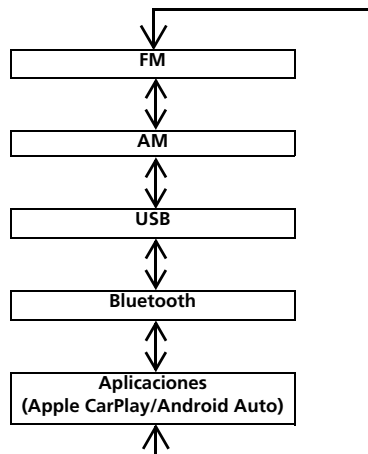 FM
AM
USB
Bluetooth
Aplicaciones
(Apple CarPlay/Android Auto)